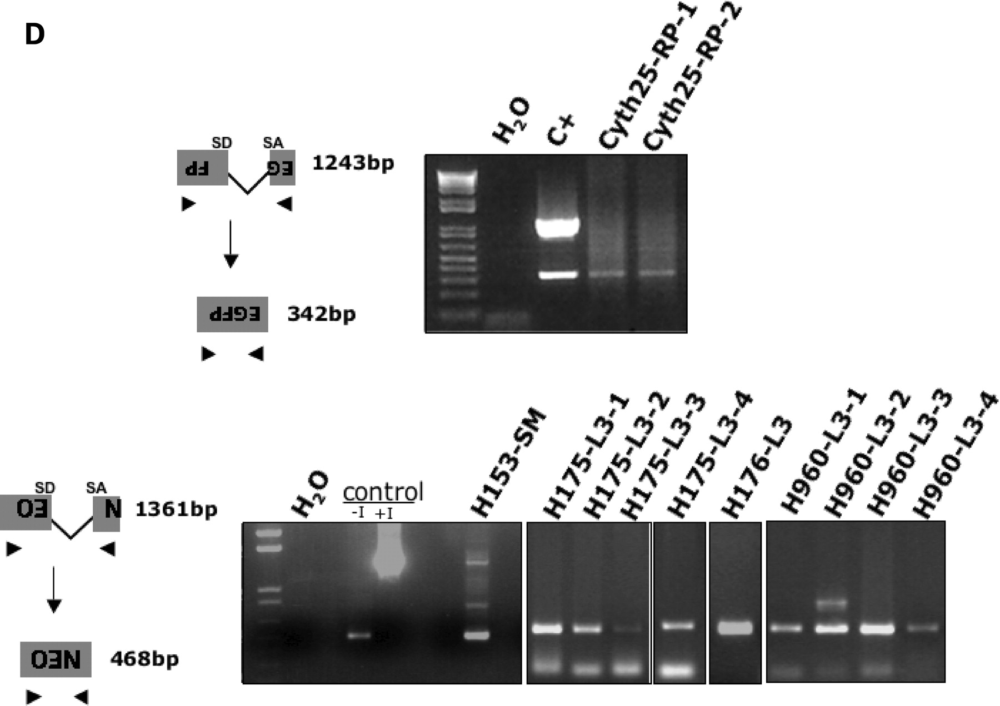 D
H₂O
C+
Cyth25-RP-1
Cyth25-RP-2
SD SA
FP EG 1243bp
EGFP 342bp
H₂O
control
-I +I
H153-SM
H175-L3-1
H175-L3-2
H175-L3-3
H175-L3-4
H176-L3
H960-L3-1
H960-L3-2
H960-L3-3
H960-L3-4
SD SA
EO N 1361bp
NEO 468bp